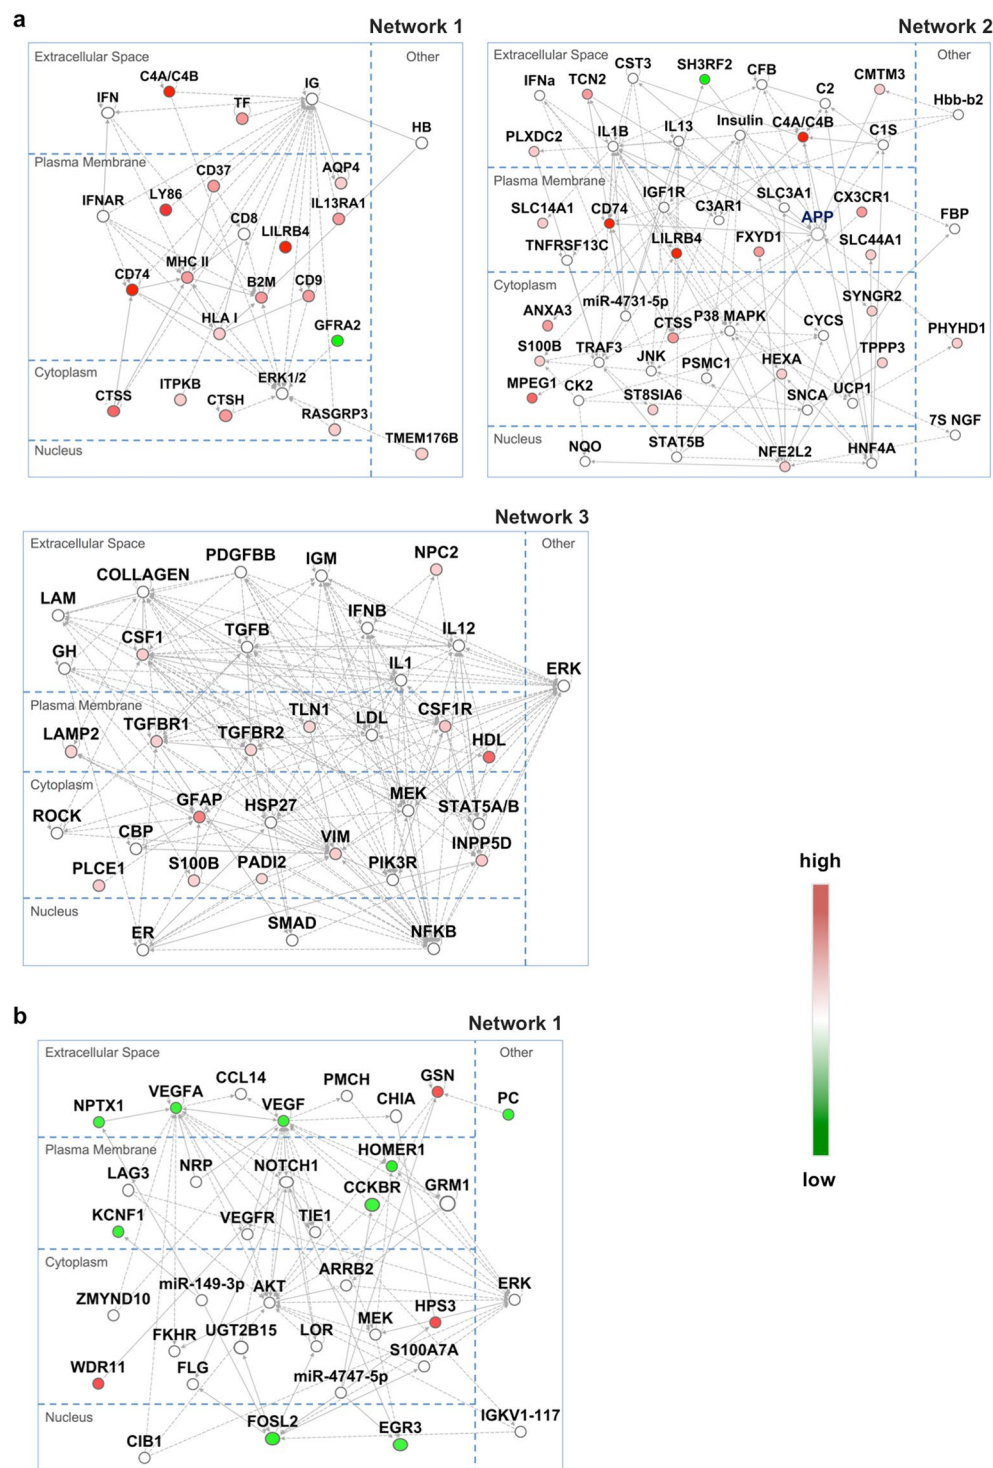 a
Network 1
Extracellular Space
Other
C4A/C4B
IG
IFN
TF
HB
Plasma Membrane
CD37
AQP4
LY86
IFNAR
IL13RA1
CD8
LILRB4
MHC II
CD74
B2M
CD9
HLA I
GFRA2
Cytoplasm
ERK1/2
ITPKB
CTSS
CTSH
RASGRP3
TMEM176B
Nucleus
Network 2
Extracellular Space
Other
CST3
SH3RF2
CFB
IFNa
TCN2
CMTM3
C2
Hbb-b2
PLXDC2
IL1B
IL13
Insulin
C4A/C4B
C1S
Plasma Membrane
IGF1R
SLC3A1
SLC14A1
CD74
C3AR1
CX3CR1
APP
FBP
TNFRSF13C
LILRB4
FXYD1
SLC44A1
Cytoplasm
miR-4731-5p
SYNGR2
ANXA3
CTSS
P38 MAPK
CYCS
PHYHD1
S100B
TRAF3
JNK
PSMC1
HEXA
TPPP3
MPEG1
CK2
ST8SIA6
SNCA
UCP1
7S NGF
Nucleus
NQO
STAT5B
NFE2L2
HNF4A
Network 3
Extracellular Space
Other
PDGFBB
IGM
NPC2
COLLAGEN
LAM
IFNB
TGFB
IL12
GH
CSF1
IL1
ERK
Plasma Membrane
TLN1
CSF1R
LAMP2
TGFBR1
TGFBR2
LDL
HDL
Cytoplasm
GFAP
HSP27
MEK
STAT5A/B
ROCK
CBP
VIM
INPP5D
PLCE1
S100B
PADI2
PIK3R
Nucleus
ER
SMAD
NFKB
high
low
b
Network 1
Extracellular Space
Other
CCL14
PMCH
GSN
NPTX1
VEGFA
VEGF
CHIA
PC
Plasma Membrane
HOMER1
LAG3
NRP
NOTCH1
CCKBR
GRM1
KCNF1
VEGFR
TIE1
Cytoplasm
ARRB2
miR-149-3p
AKT
ERK
ZMYND10
HPS3
FKHR
UGT2B15
LOR
MEK
S100A7A
WDR11
FLG
miR-4747-5p
Nucleus
FOSL2
EGR3
IGKV1-117
CIB1